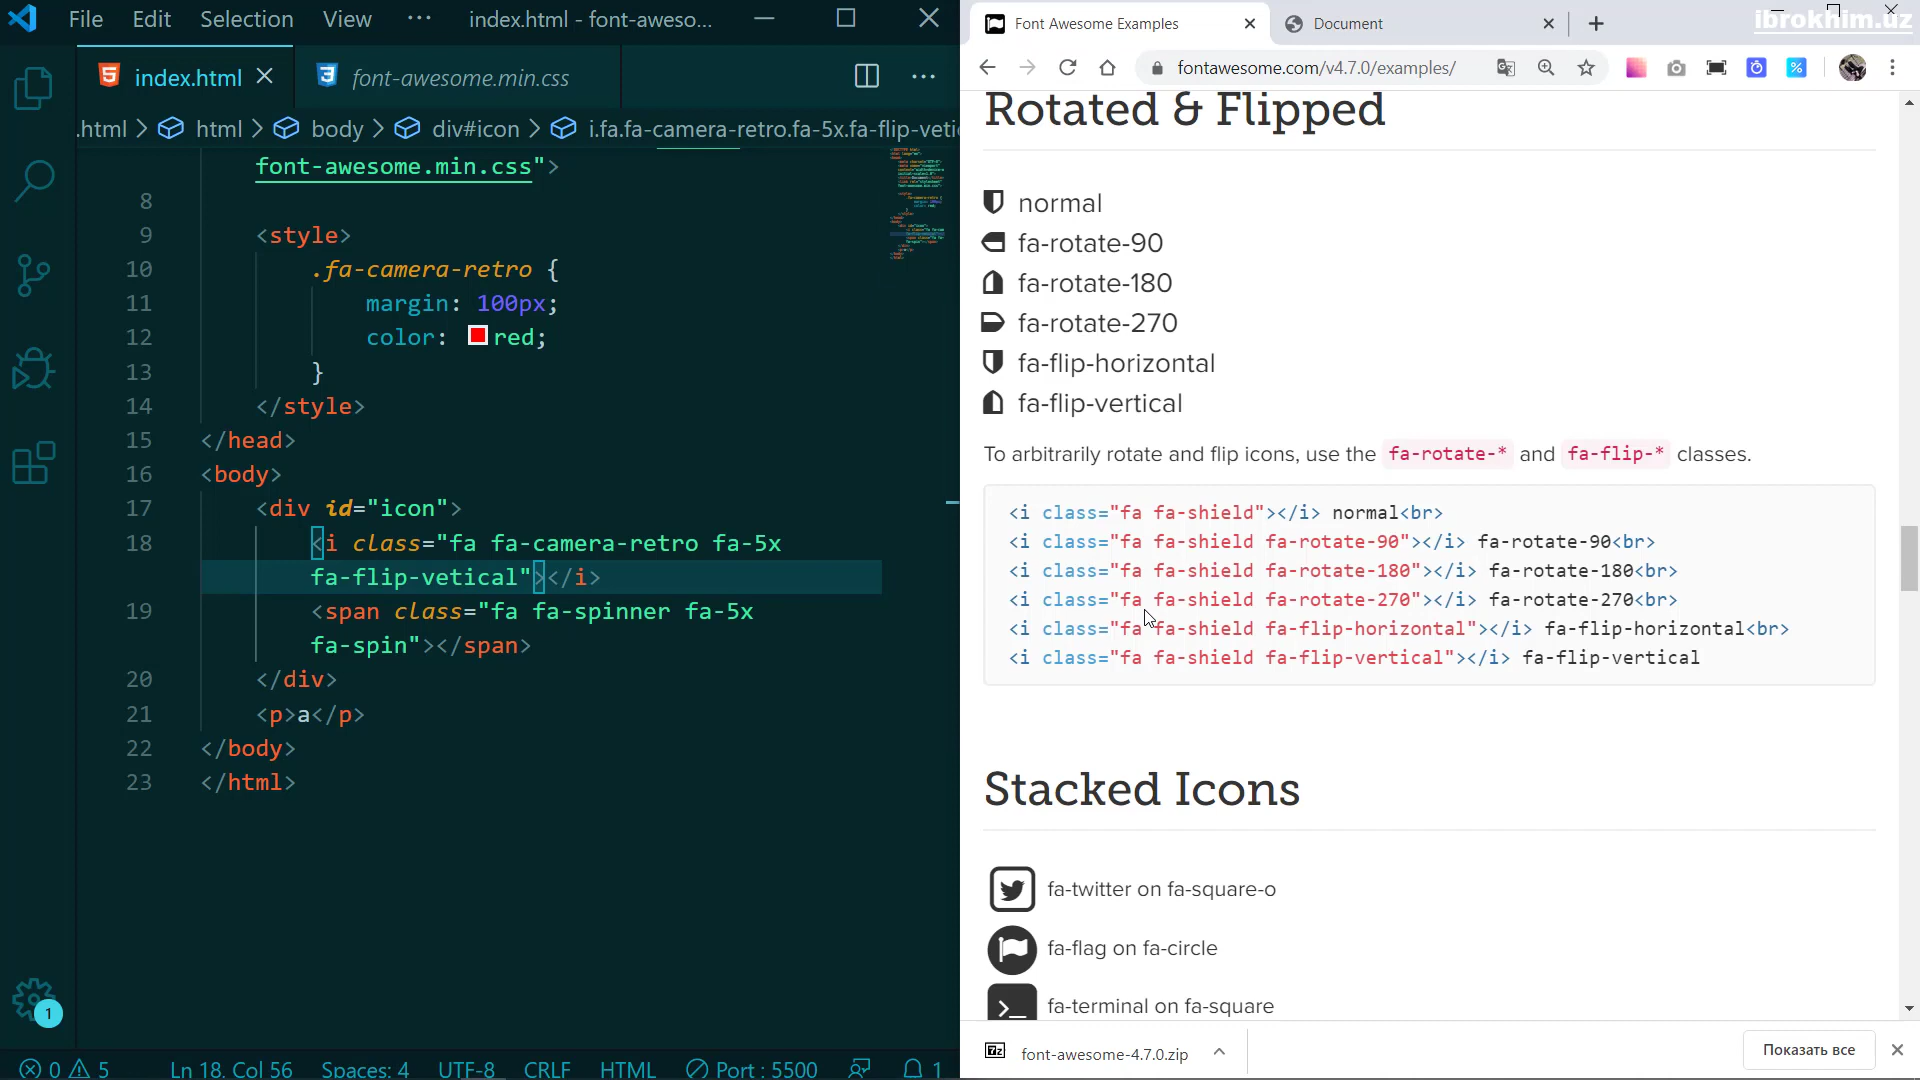 File Edit Selection View ··· index.html - font-aweso...
index.html font-awesome.min.css ···
.html > html > body > div#icon > i.fa.fa-camera-retro.fa-5x.fa-flip-veti
font-awesome.min.css">
8
9 <style>
10 .fa-camera-retro {
11 margin: 100px;
12 color: red;
13 }
14 </style>
15 </head>
16 <body>
17 <div id="icon">
18 <i class="fa fa-camera-retro fa-5x
fa-flip-vetical"></i>
19 <span class="fa fa-spinner fa-5x
fa-spin"></span>
20 </div>
21 <p>a</p>
22 </body>
23 </html>
1
0 5 Ln 18, Col 56 Spaces: 4 UTF-8 CRLF HTML Port : 5500 1
Font Awesome Examples Document
ibrokhim.uz
fontawesome.com/v4.7.0/examples/
Rotated & Flipped
normal
fa-rotate-90
fa-rotate-180
fa-rotate-270
fa-flip-horizontal
fa-flip-vertical
To arbitrarily rotate and flip icons, use the fa-rotate-* and fa-flip-* classes.
<i class="fa fa-shield"></i> normal<br>
<i class="fa fa-shield fa-rotate-90"></i> fa-rotate-90<br>
<i class="fa fa-shield fa-rotate-180"></i> fa-rotate-180<br>
<i class="fa fa-shield fa-rotate-270"></i> fa-rotate-270<br>
<i class="fa fa-shield fa-flip-horizontal"></i> fa-flip-horizontal<br>
<i class="fa fa-shield fa-flip-vertical"></i> fa-flip-vertical
Stacked Icons
fa-twitter on fa-square-o
fa-flag on fa-circle
fa-terminal on fa-square
7z font-awesome-4.7.0.zip Показать все